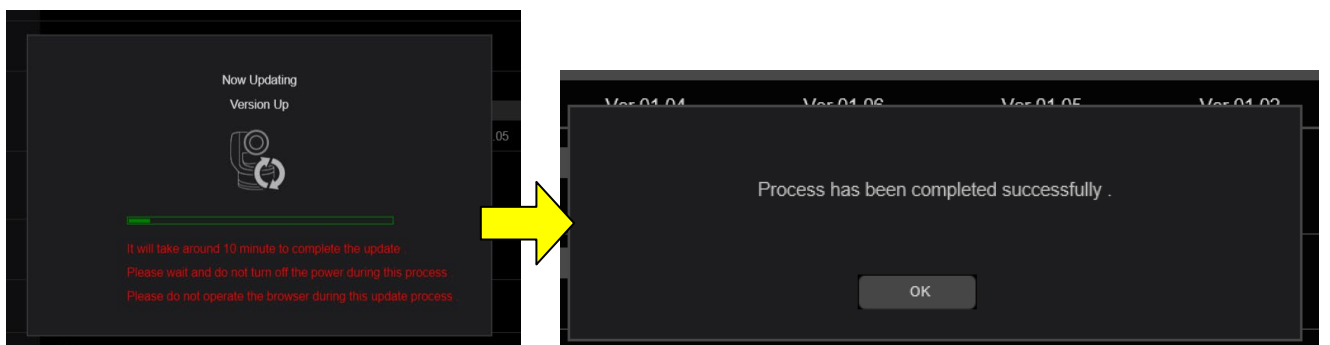 Now Updating
Version Up
.05
It will take around 10 minute to complete the update .
Please wait and do not turn off the power during this process .
Please do not operate the browser during this update process .
Ver.01.04 Ver.01.06 Ver.01.05 Ver.01.02
Process has been completed successfully .
OK